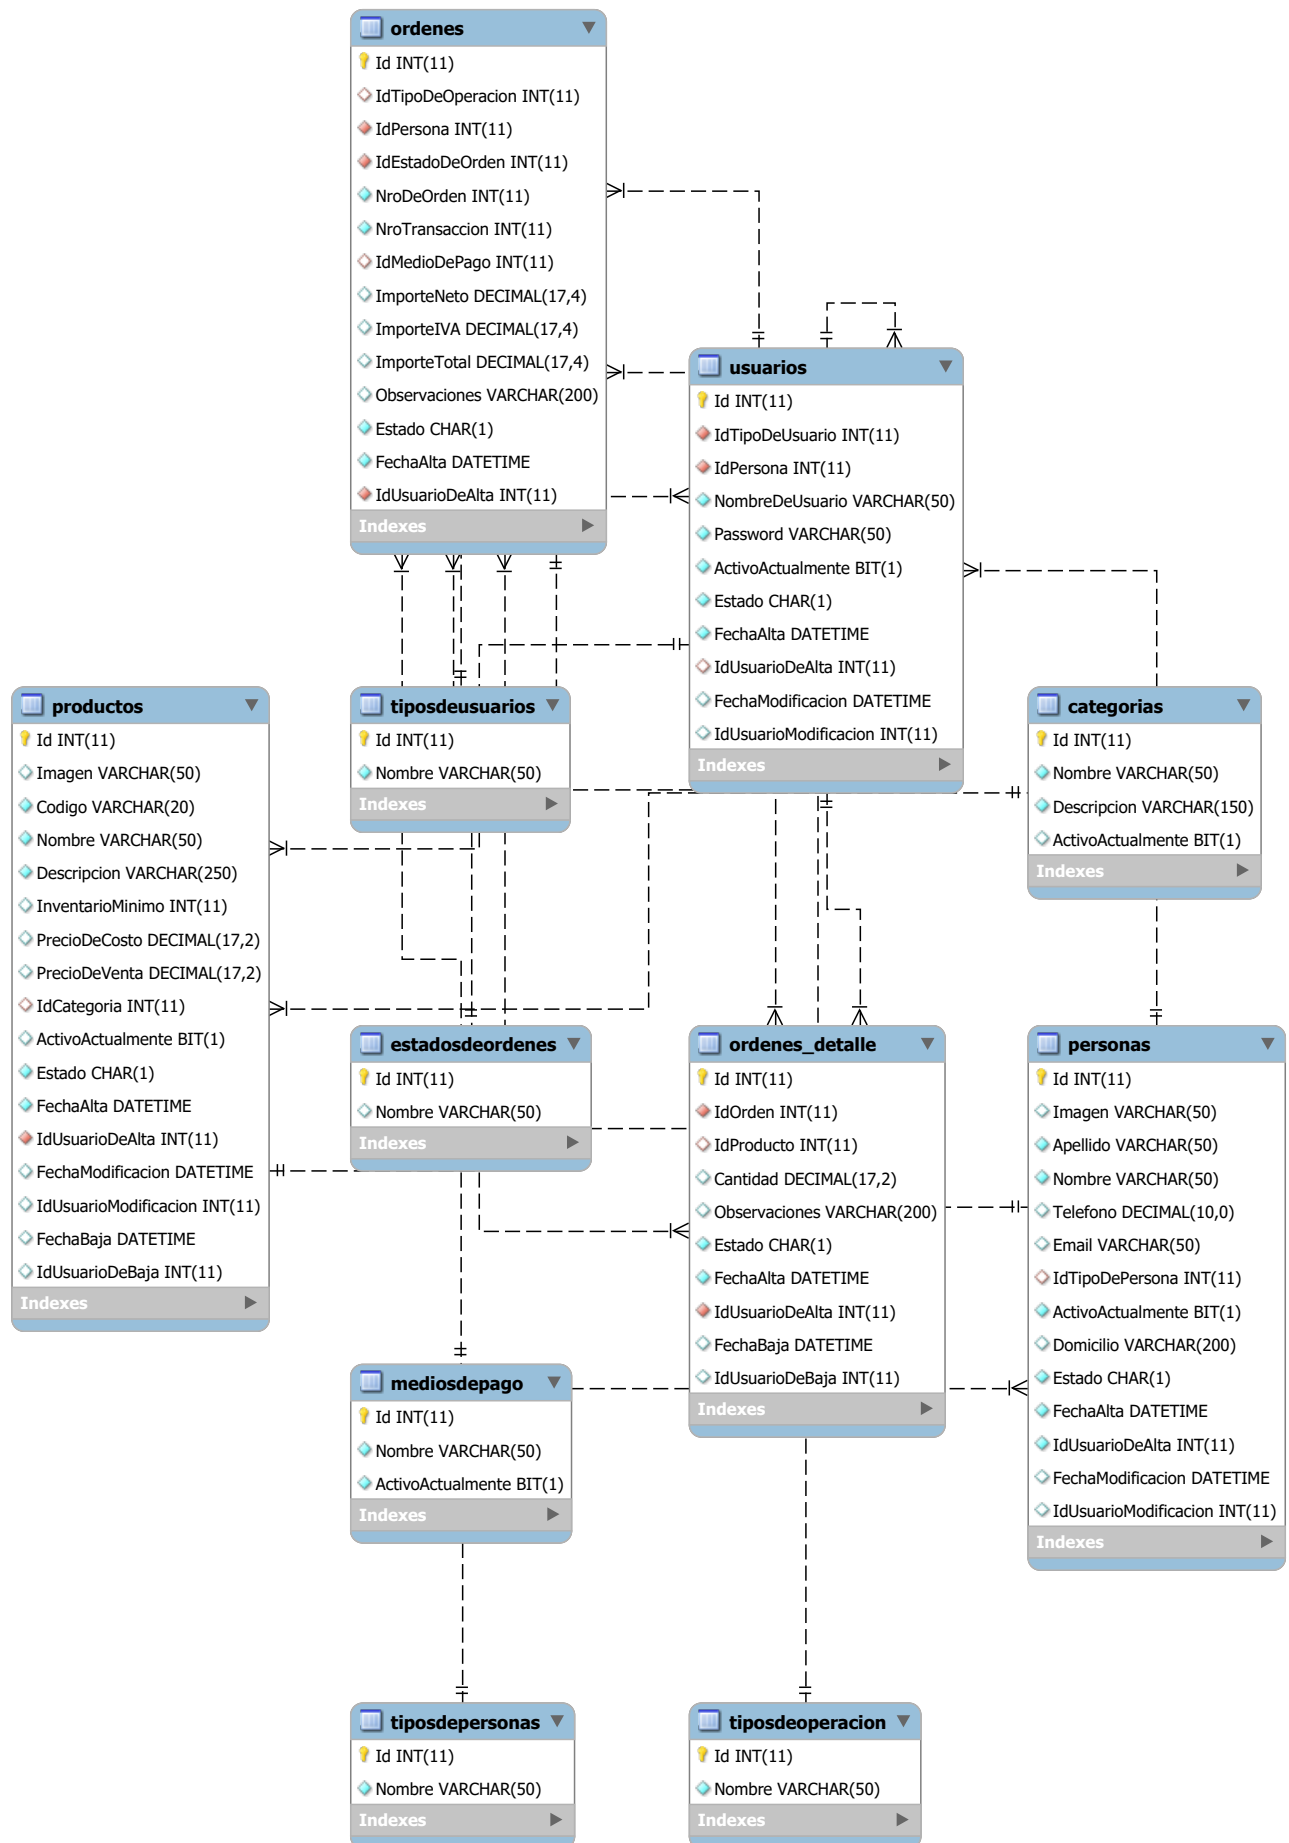 ordenes
Id INT(11)
IdTipoDeOperacion INT(11)
IdPersona INT(11)
IdEstadoDeOrden INT(11)
NroDeOrden INT(11)
NroTransaccion INT(11)
IdMedioDePago INT(11)
ImporteNeto DECIMAL(17,4)
ImporteIVA DECIMAL(17,4)
ImporteTotal DECIMAL(17,4)
Observaciones VARCHAR(200)
Estado CHAR(1)
FechaAlta DATETIME
IdUsuarioDeAlta INT(11)
Indexes
usuarios
Id INT(11)
IdTipoDeUsuario INT(11)
IdPersona INT(11)
NombreDeUsuario VARCHAR(50)
Password VARCHAR(50)
ActivoActualmente BIT(1)
Estado CHAR(1)
FechaAlta DATETIME
IdUsuarioDeAlta INT(11)
FechaModificacion DATETIME
IdUsuarioModificacion INT(11)
Indexes
productos
Id INT(11)
Imagen VARCHAR(50)
Codigo VARCHAR(20)
Nombre VARCHAR(50)
Descripcion VARCHAR(250)
InventarioMinimo INT(11)
PrecioDeCosto DECIMAL(17,2)
PrecioDeVenta DECIMAL(17,2)
IdCategoria INT(11)
ActivoActualmente BIT(1)
Estado CHAR(1)
FechaAlta DATETIME
IdUsuarioDeAlta INT(11)
FechaModificacion DATETIME
IdUsuarioModificacion INT(11)
FechaBaja DATETIME
IdUsuarioDeBaja INT(11)
Indexes
tiposdeusuarios
Id INT(11)
Nombre VARCHAR(50)
Indexes
categorias
Id INT(11)
Nombre VARCHAR(50)
Descripcion VARCHAR(150)
ActivoActualmente BIT(1)
Indexes
estadosdeordenes
Id INT(11)
Nombre VARCHAR(50)
Indexes
ordenes_detalle
Id INT(11)
IdOrden INT(11)
IdProducto INT(11)
Cantidad DECIMAL(17,2)
Observaciones VARCHAR(200)
Estado CHAR(1)
FechaAlta DATETIME
IdUsuarioDeAlta INT(11)
FechaBaja DATETIME
IdUsuarioDeBaja INT(11)
Indexes
personas
Id INT(11)
Imagen VARCHAR(50)
Apellido VARCHAR(50)
Nombre VARCHAR(50)
Telefono DECIMAL(10,0)
Email VARCHAR(50)
IdTipoDePersona INT(11)
ActivoActualmente BIT(1)
Domicilio VARCHAR(200)
Estado CHAR(1)
FechaAlta DATETIME
IdUsuarioDeAlta INT(11)
FechaModificacion DATETIME
IdUsuarioModificacion INT(11)
Indexes
mediosdepago
Id INT(11)
Nombre VARCHAR(50)
ActivoActualmente BIT(1)
Indexes
tiposdepersonas
Id INT(11)
Nombre VARCHAR(50)
Indexes
tiposdeoperacion
Id INT(11)
Nombre VARCHAR(50)
Indexes